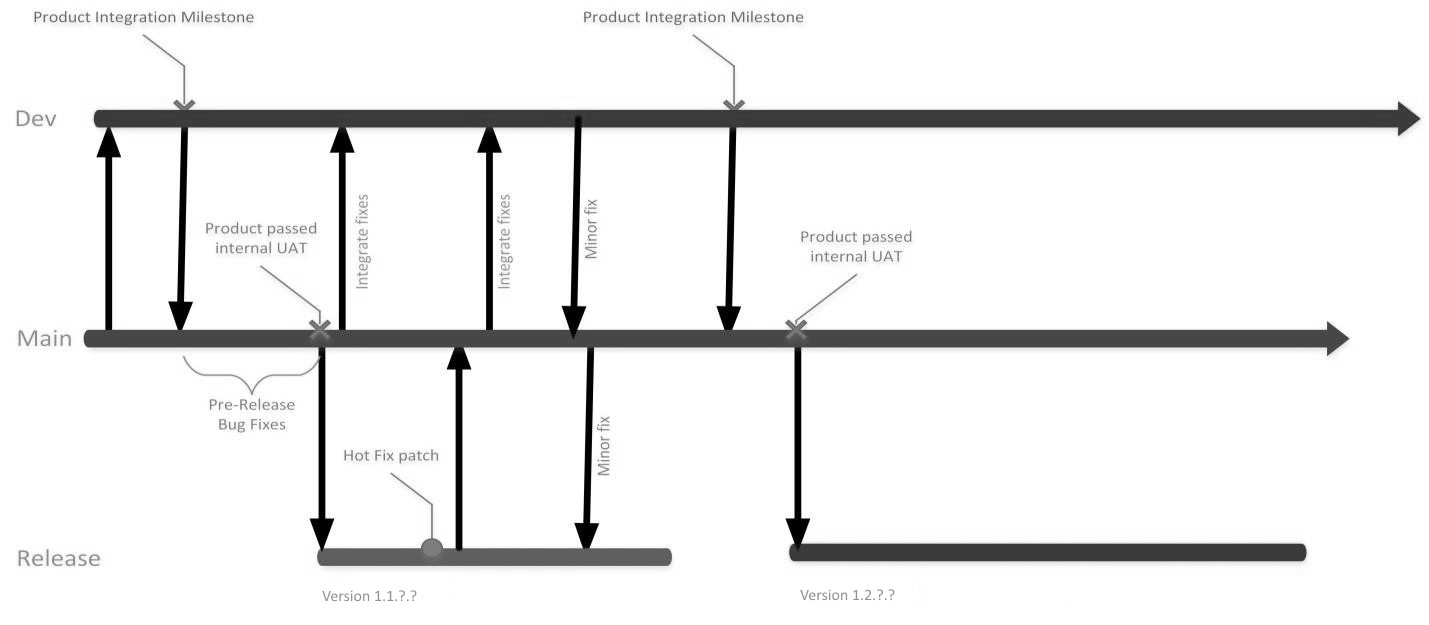 Product Integration Milestone
Product Integration Milestone
Dev
Product passed
internal UAT
Integrate fixes
Integrate fixes
Minor fix
Product passed
internal UAT
Main
Pre-Release
Bug Fixes
Hot Fix patch
Minor fix
Release
Version 1.1.?.?
Version 1.2.?.?